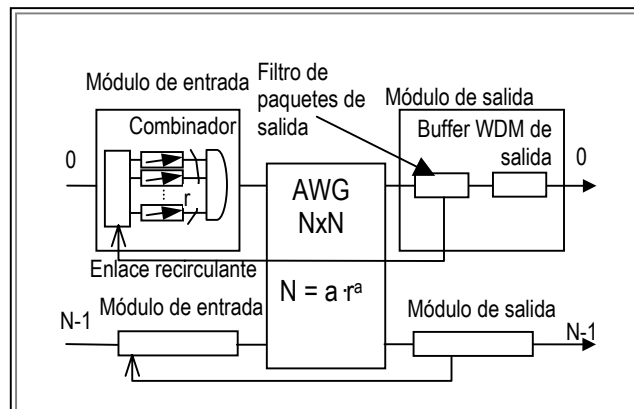 Filtro de
paquetes de
salida
Módulo de entrada
Módulo de salida
Combinador
Buffer WDM de
salida
0
0
r
AWG
NxN
Enlace recirculante
N = a·rᵃ
Módulo de entrada
Módulo de salida
N-1
N-1